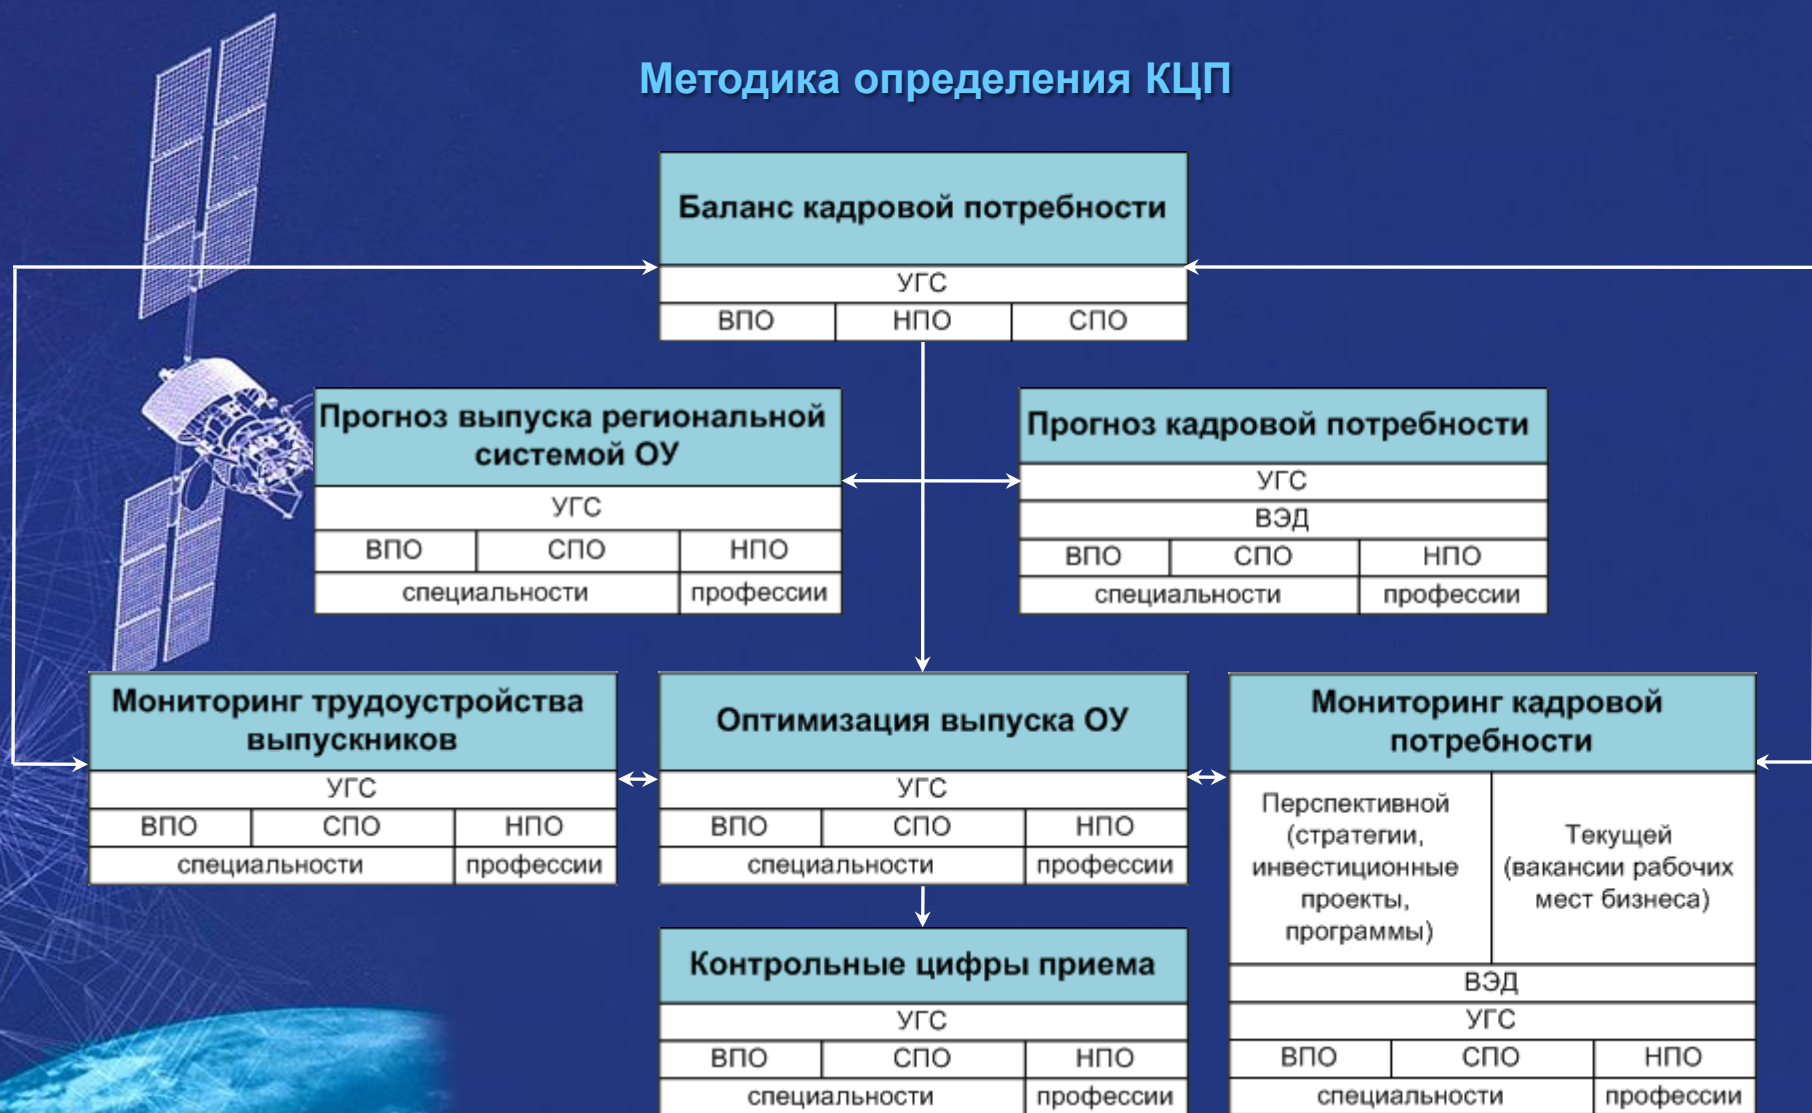 Методика определения КЦП
Баланс кадровой потребности
УГС
ВПО НПО СПО
Прогноз выпуска региональной
системой ОУ
УГС
ВПО СПО НПО
специальности профессии
Прогноз кадровой потребности
УГС
ВЭД
ВПО СПО НПО
специальности профессии
Мониторинг трудоустройства
выпускников
УГС
ВПО СПО НПО
специальности профессии
Оптимизация выпуска ОУ
УГС
ВПО СПО НПО
специальности профессии
Мониторинг кадровой
потребности
Перспективной
(стратегии,
инвестиционные
проекты,
программы)
Текущей
(вакансии рабочих
мест бизнеса)
ВЭД
УГС
ВПО СПО НПО
специальности профессии
Контрольные цифры приема
УГС
ВПО СПО НПО
специальности профессии